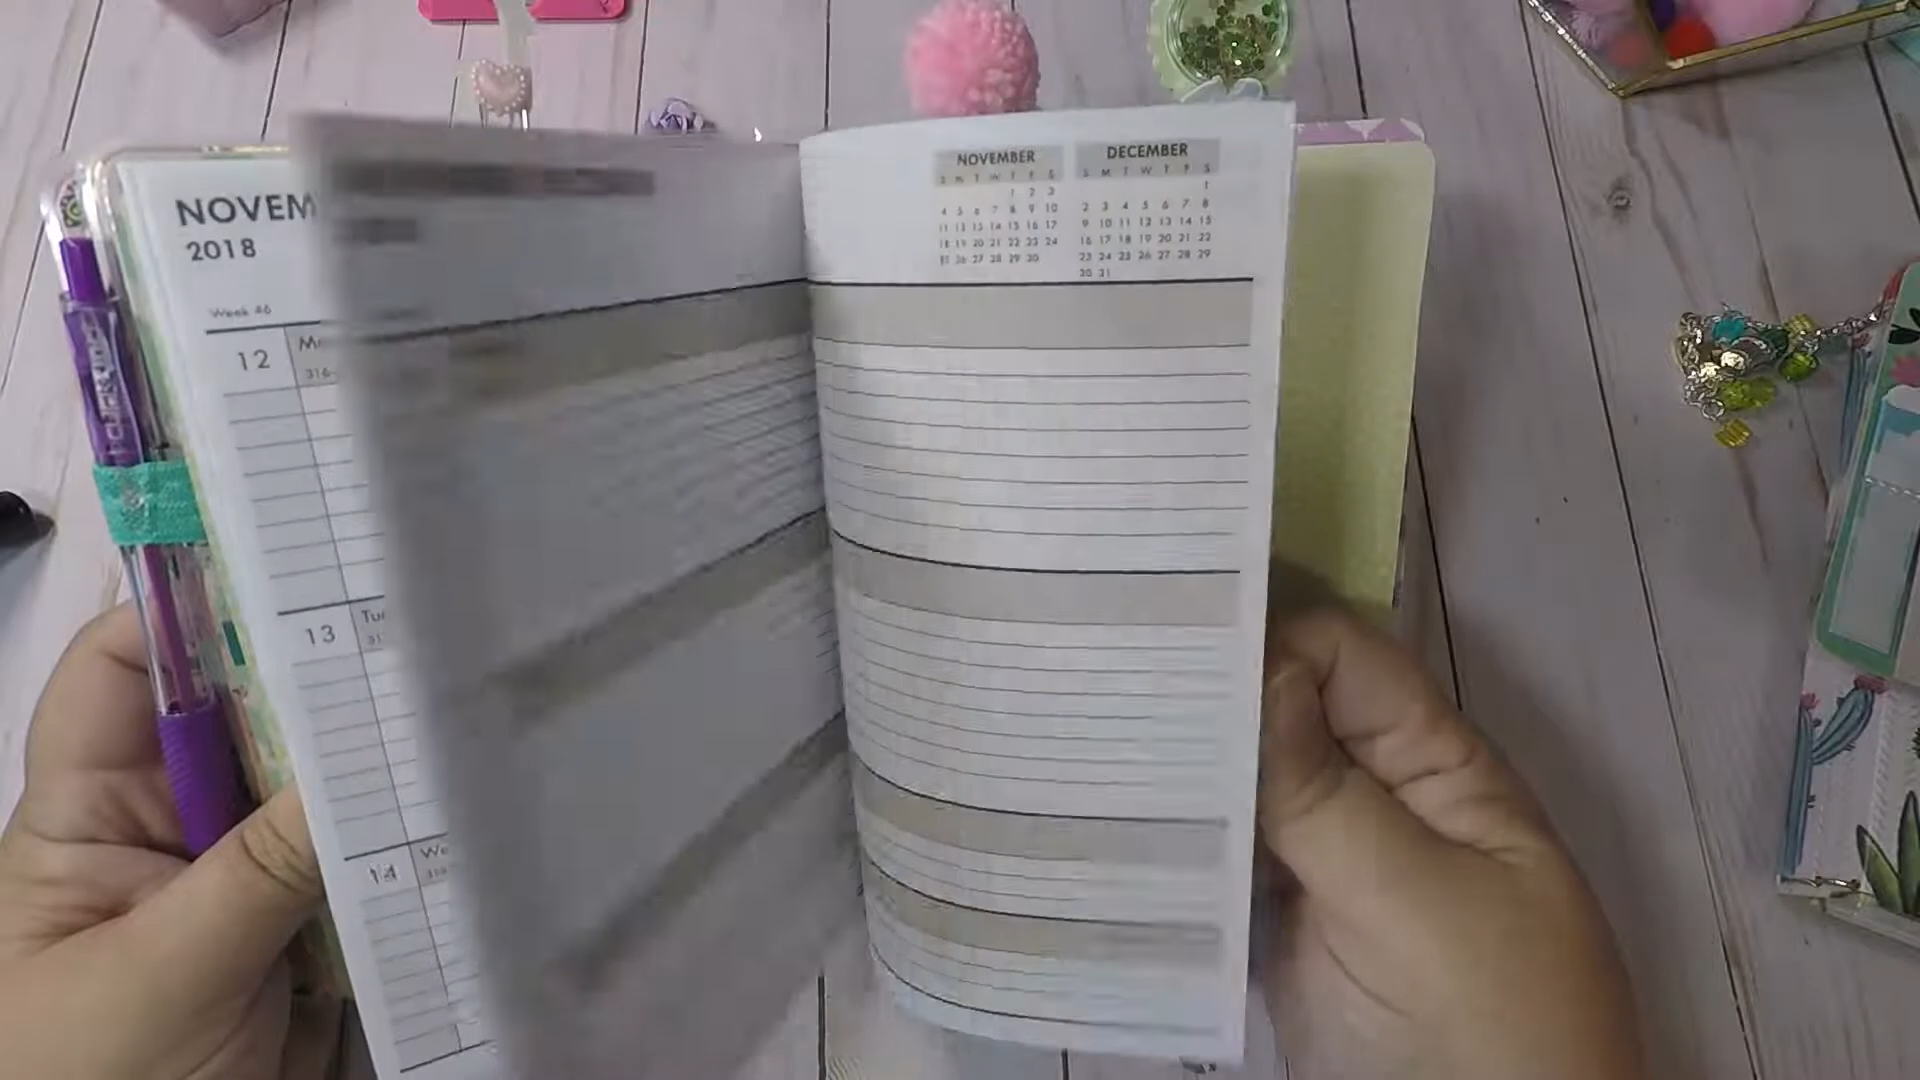 NOVEM
2018
Week 46
12
316
13
Tu
14
We
NOVEMBER
S M T W T F S
1 2 3
4 5 6 7 8 9 10
11 12 13 14 15 16 17
18 19 20 21 22 23 24
25 26 27 28 29 30
DECEMBER
S M T W T F S
1
2 3 4 5 6 7 8
9 10 11 12 13 14 15
16 17 18 19 20 21 22
23 24 25 26 27 28 29
30 31